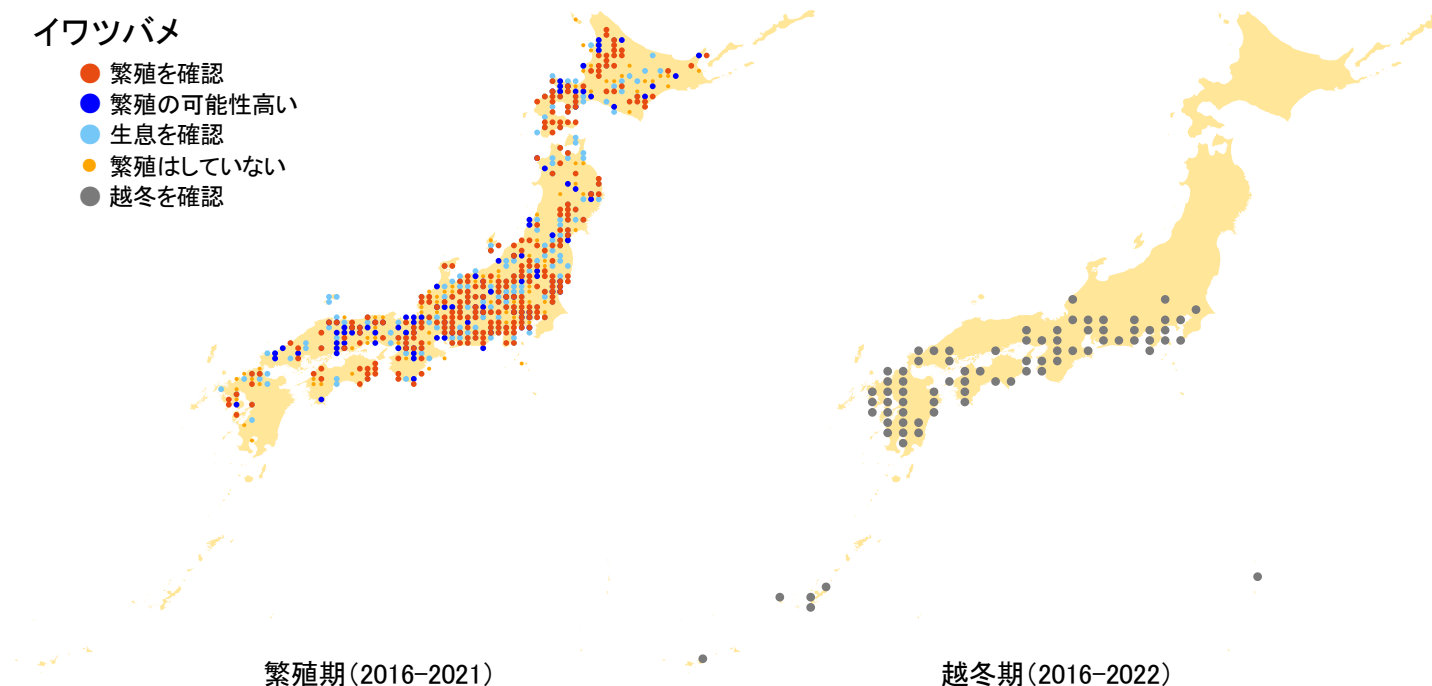 イワツバメ
繁殖を確認
繁殖の可能性高い
生息を確認
繁殖はしていない
越冬を確認
繁殖期(2016-2021)
越冬期(2016-2022)